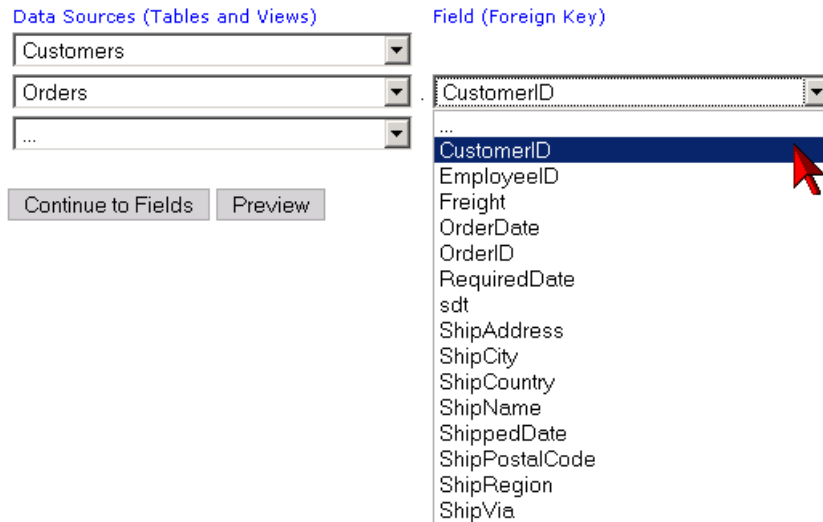 Data Sources (Tables and Views) Field (Foreign Key)
Customers
Orders . CustomerID
...
...
CustomerID
EmployeeID
Freight
OrderDate
OrderID
RequiredDate
sdt
ShipAddress
ShipCity
ShipCountry
ShipName
ShippedDate
ShipPostalCode
ShipRegion
ShipVia
Continue to Fields Preview